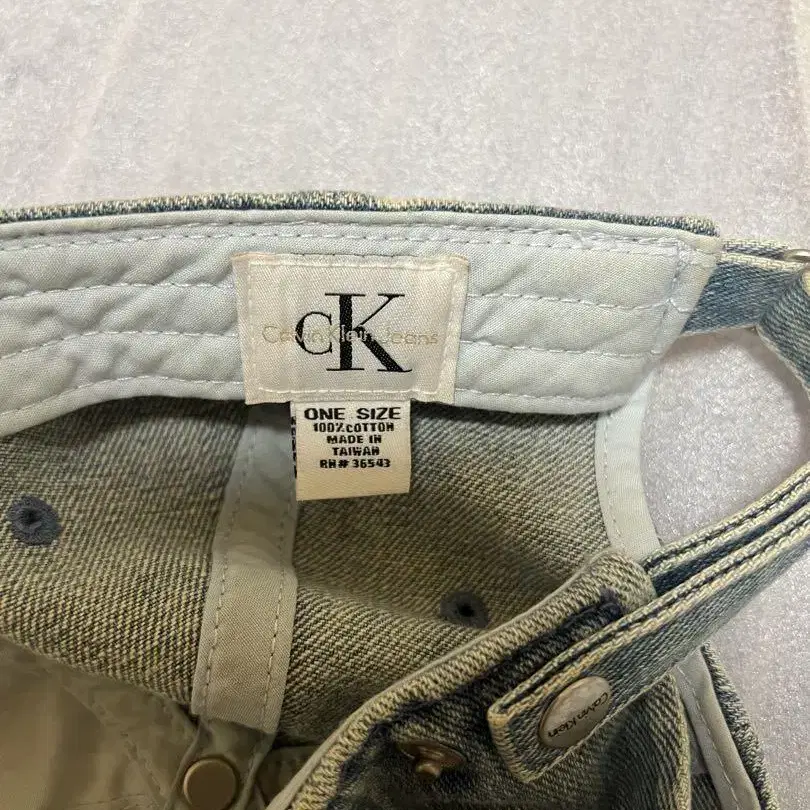 cK
Calvin Klein Jeans
ONE SIZE
100% COTTON
MADE IN
TAIWAN
RN# 36543
Calvin Klein